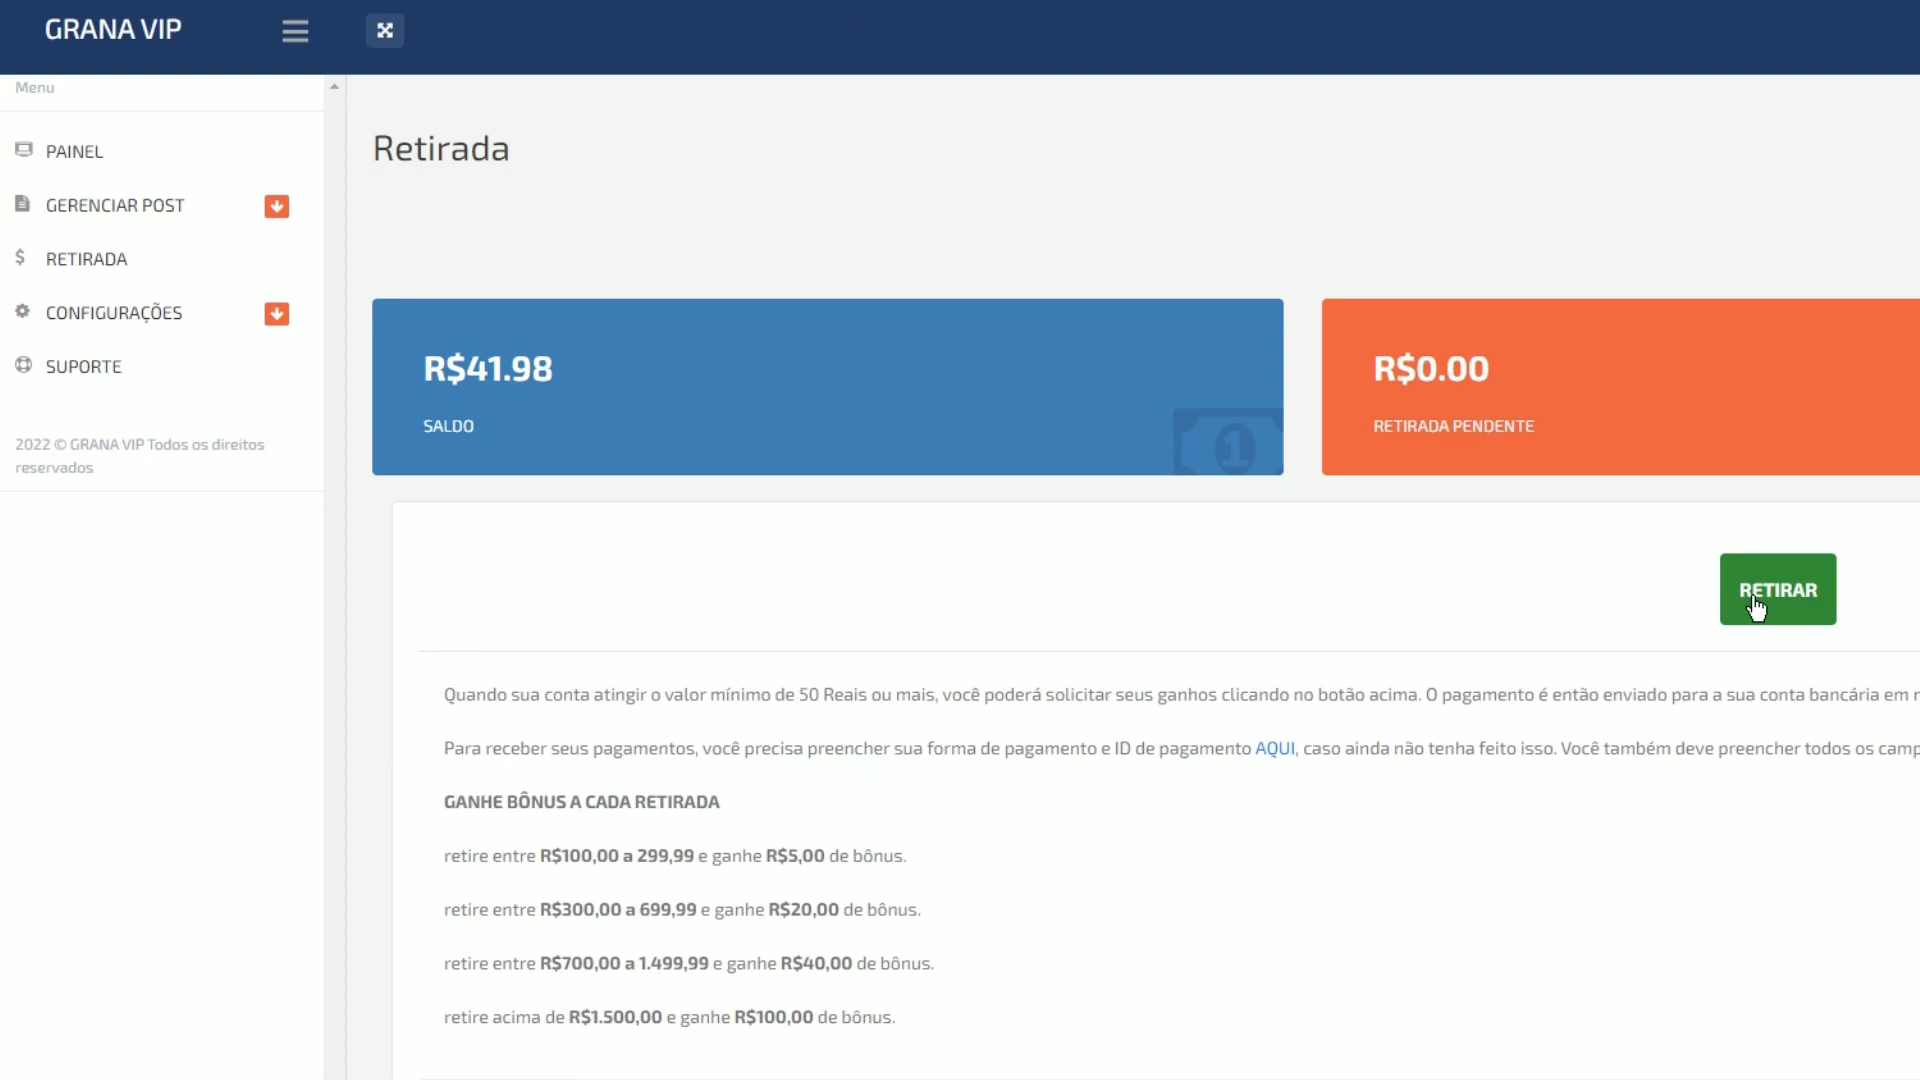 GRANA VIP
Menu
PAINEL
GERENCIAR POST
RETIRADA
CONFIGURAÇÕES
SUPORTE
2022 © GRANA VIP Todos os direitos
reservados
Retirada
R$41.98
SALDO
R$0.00
RETIRADA PENDENTE
RETIRAR
Quando sua conta atingir o valor mínimo de 50 Reais ou mais, você poderá solicitar seus ganhos clicando no botão acima. O pagamento é então enviado para a sua conta bancária em
Para receber seus pagamentos, você precisa preencher sua forma de pagamento e ID de pagamento AQUI, caso ainda não tenha feito isso. Você também deve preencher todos os camp
GANHE BÔNUS A CADA RETIRADA
retire entre R$100,00 a 299,99 e ganhe R$5,00 de bônus.
retire entre R$300,00 a 699,99 e ganhe R$20,00 de bônus.
retire entre R$700,00 a 1.499,99 e ganhe R$40,00 de bônus.
retire acima de R$1.500,00 e ganhe R$100,00 de bônus.